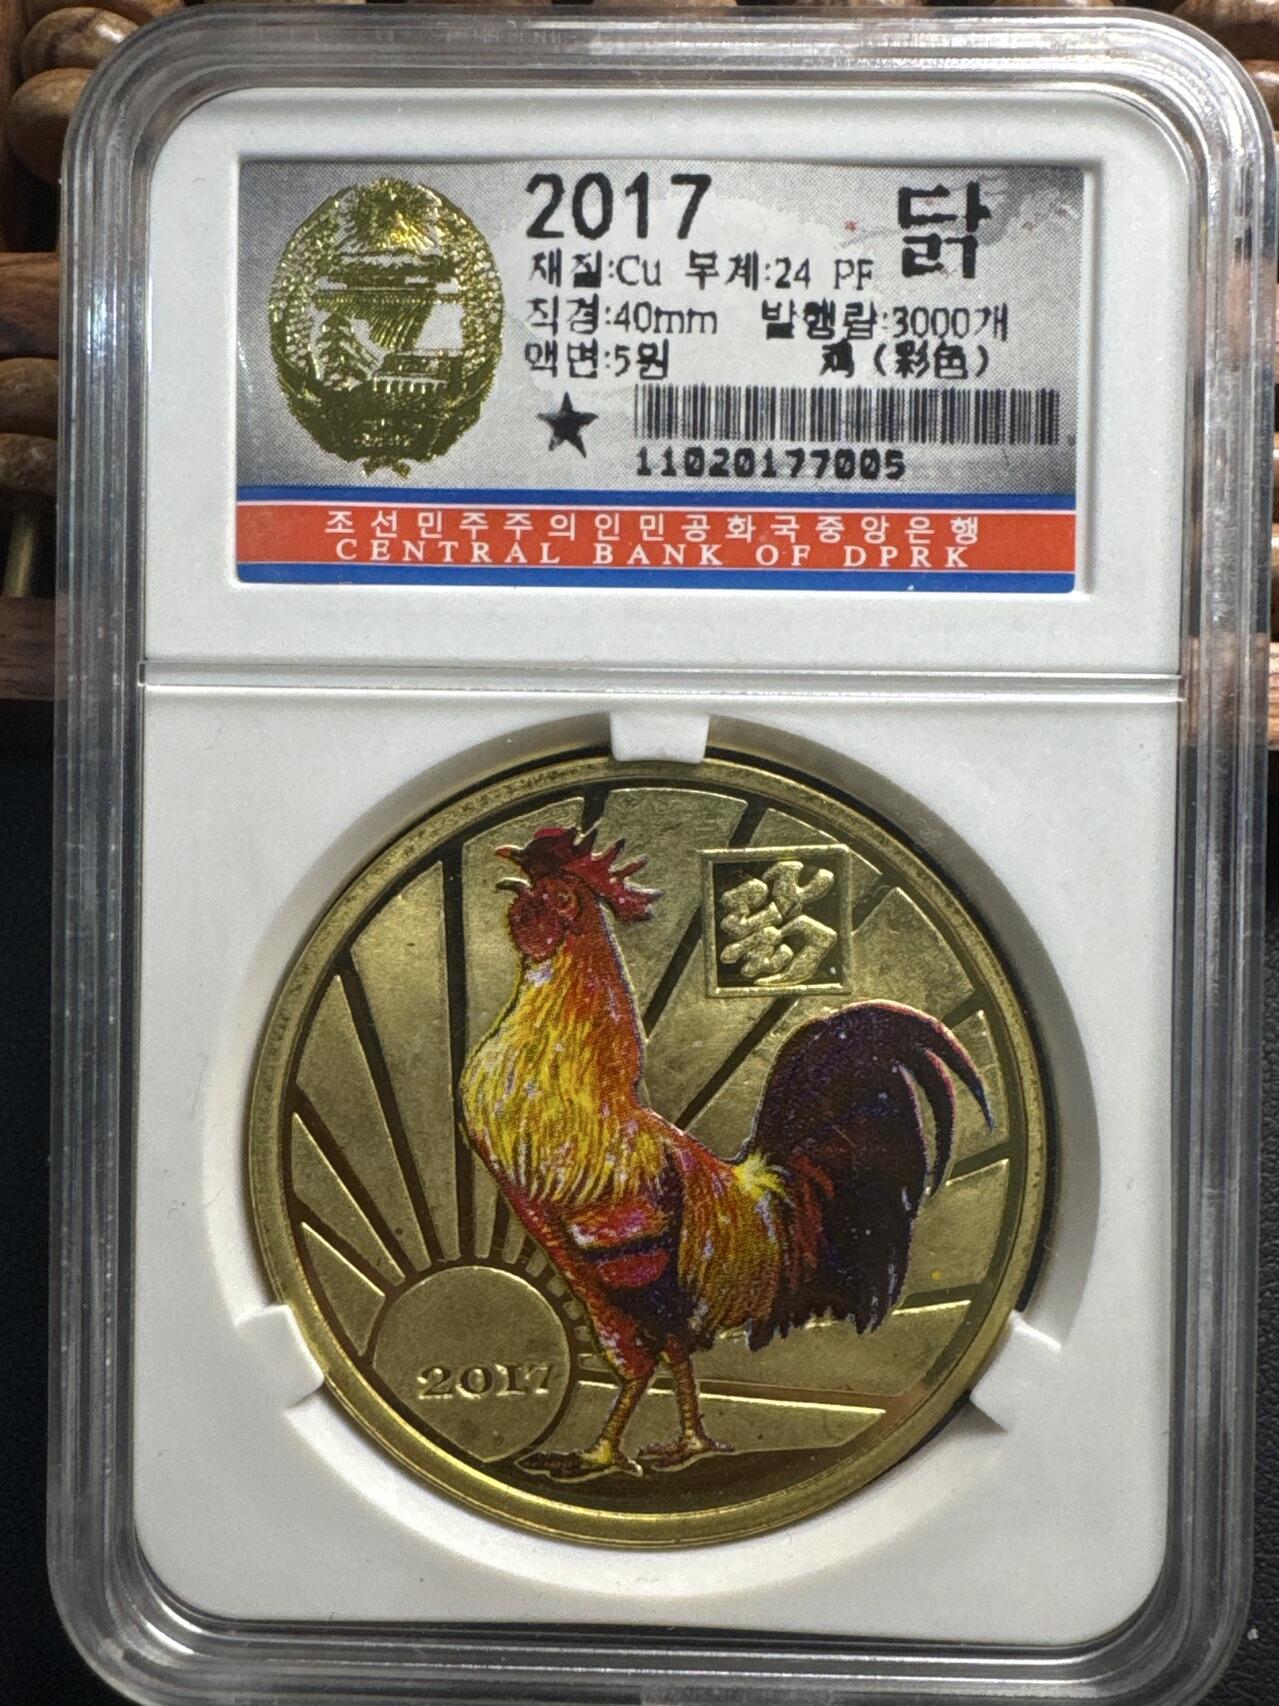 2017 닭
재질:Cu 무게:24 PF
직경:40mm 발행량:3000개
액면:5원 鸡(彩色)
11020177005
조선민주주의인민공화국중앙은행
CENTRAL BANK OF DPRK
2017